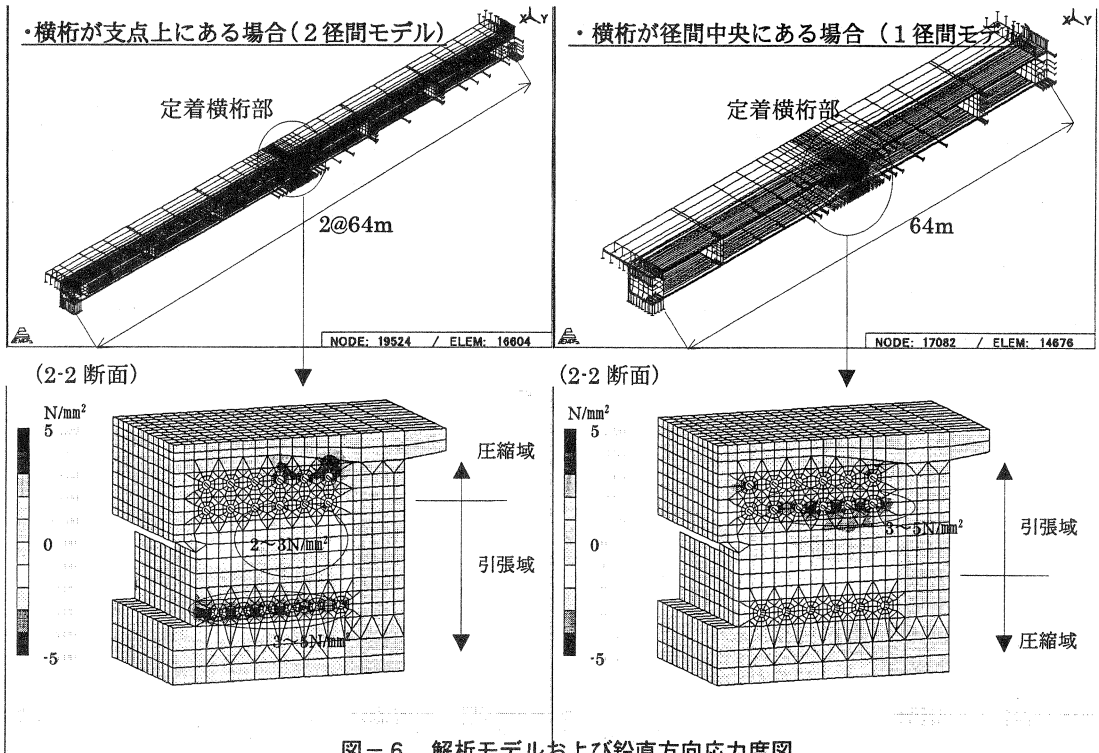 ・横桁が支点上にある場合(2径間モデル)
X Y
定着横桁部
2@64m
NODE: 19524 / ELEM: 16604
・横桁が径間中央にある場合(1径間モデ
X Y
定着横桁部
64m
NODE: 17082 / ELEM: 14676
(2-2 断面)
N/mm²
5
0
-5
圧縮域
引張域
2～3N/mm²
3～5N/mm²
(2-2 断面)
N/mm²
5
0
-5
3～5N/mm²
引張域
圧縮域
図－6 解析モデルおよび鉛直方向応力度図